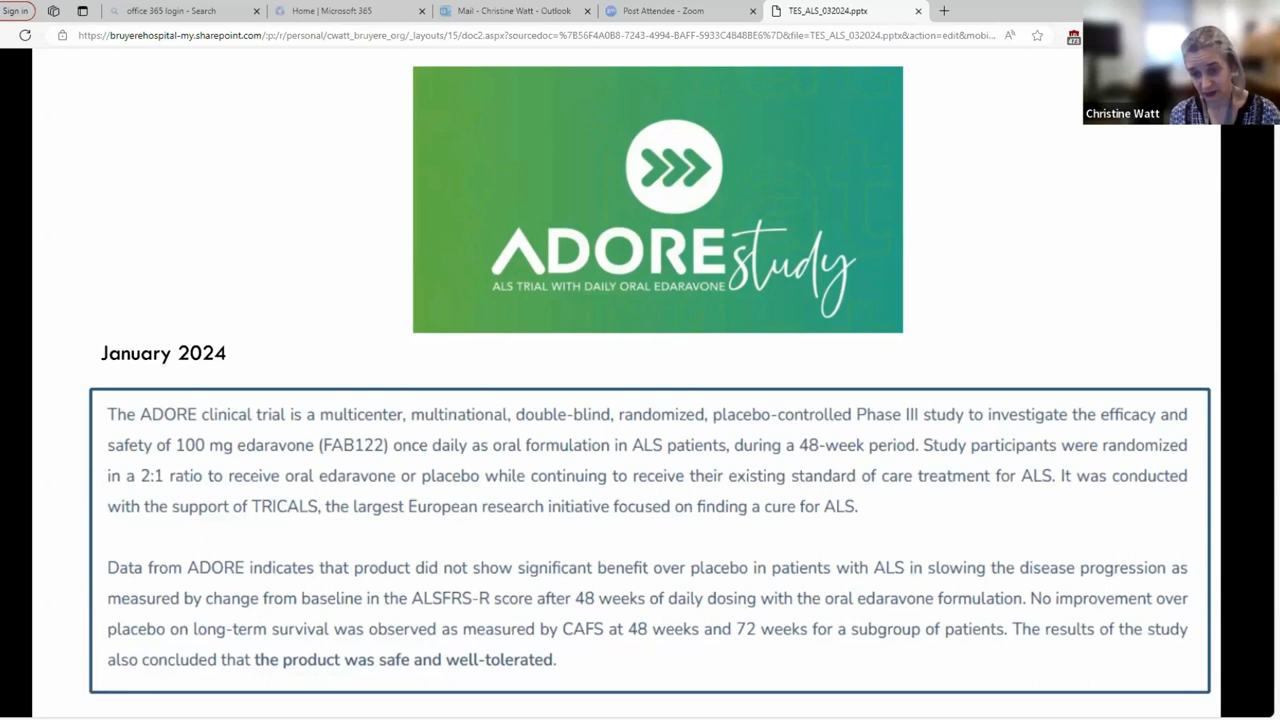 Sign in
office 365 login - Search
Home | Microsoft 365
Mail - Christine Watt - Outlook
Post Attendee - Zoom
TES_ALS_032024.pptx
https://bruyerehospital-my.sharepoint.com/:p:/r/personal/cwatt_bruyere_org/_layouts/15/doc2.aspx?sourcedoc=%7B56F4A0B8-7243-4994-BAFF-5933C4B48BE6%7D&file=TES_ALS_032024.pptx&action=edit&mobi...
Christine Watt
ADORE study
ALS TRIAL WITH DAILY ORAL EDARAVONE
January 2024
The ADORE clinical trial is a multicenter, multinational, double-blind, randomized, placebo-controlled Phase III study to investigate the efficacy and
safety of 100 mg edaravone (FAB122) once daily as oral formulation in ALS patients, during a 48-week period. Study participants were randomized
in a 2:1 ratio to receive oral edaravone or placebo while continuing to receive their existing standard of care treatment for ALS. It was conducted
with the support of TRICALS, the largest European research initiative focused on finding a cure for ALS.
Data from ADORE indicates that product did not show significant benefit over placebo in patients with ALS in slowing the disease progression as
measured by change from baseline in the ALSFRS-R score after 48 weeks of daily dosing with the oral edaravone formulation. No improvement over
placebo on long-term survival was observed as measured by CAFS at 48 weeks and 72 weeks for a subgroup of patients. The results of the study
also concluded that the product was safe and well-tolerated.